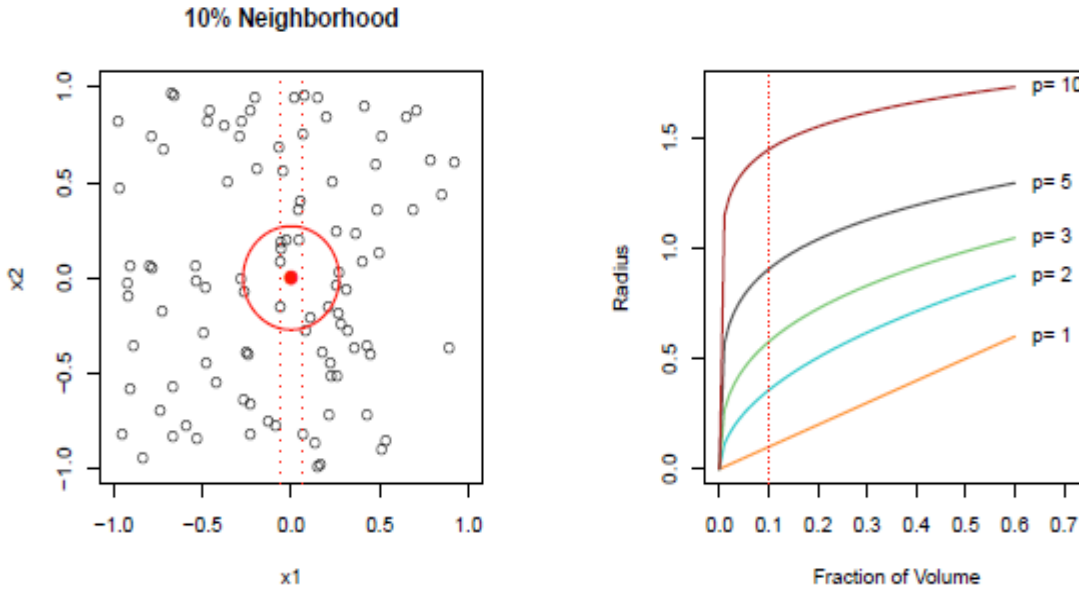 10% Neighborhood
1.0
0.5
0.0
−0.5
−1.0
x2
−1.0 −0.5 0.0 0.5 1.0
x1
1.5
1.0
0.5
0.0
Radius
p= 10
p= 5
p= 3
p= 2
p= 1
0.0 0.1 0.2 0.3 0.4 0.5 0.6 0.7
Fraction of Volume